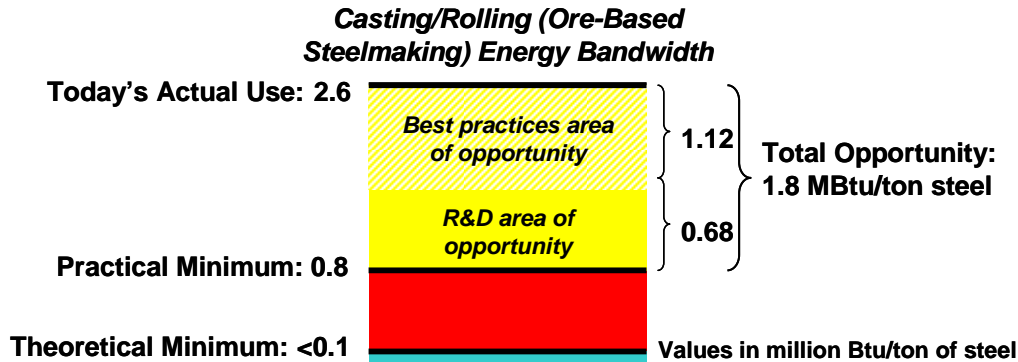 Casting/Rolling (Ore-Based
Steelmaking) Energy Bandwidth
Today's Actual Use: 2.6
Best practices area
of opportunity
1.12
Total Opportunity:
1.8 MBtu/ton steel
R&D area of
opportunity
0.68
Practical Minimum: 0.8
Theoretical Minimum: <0.1
Values in million Btu/ton of steel